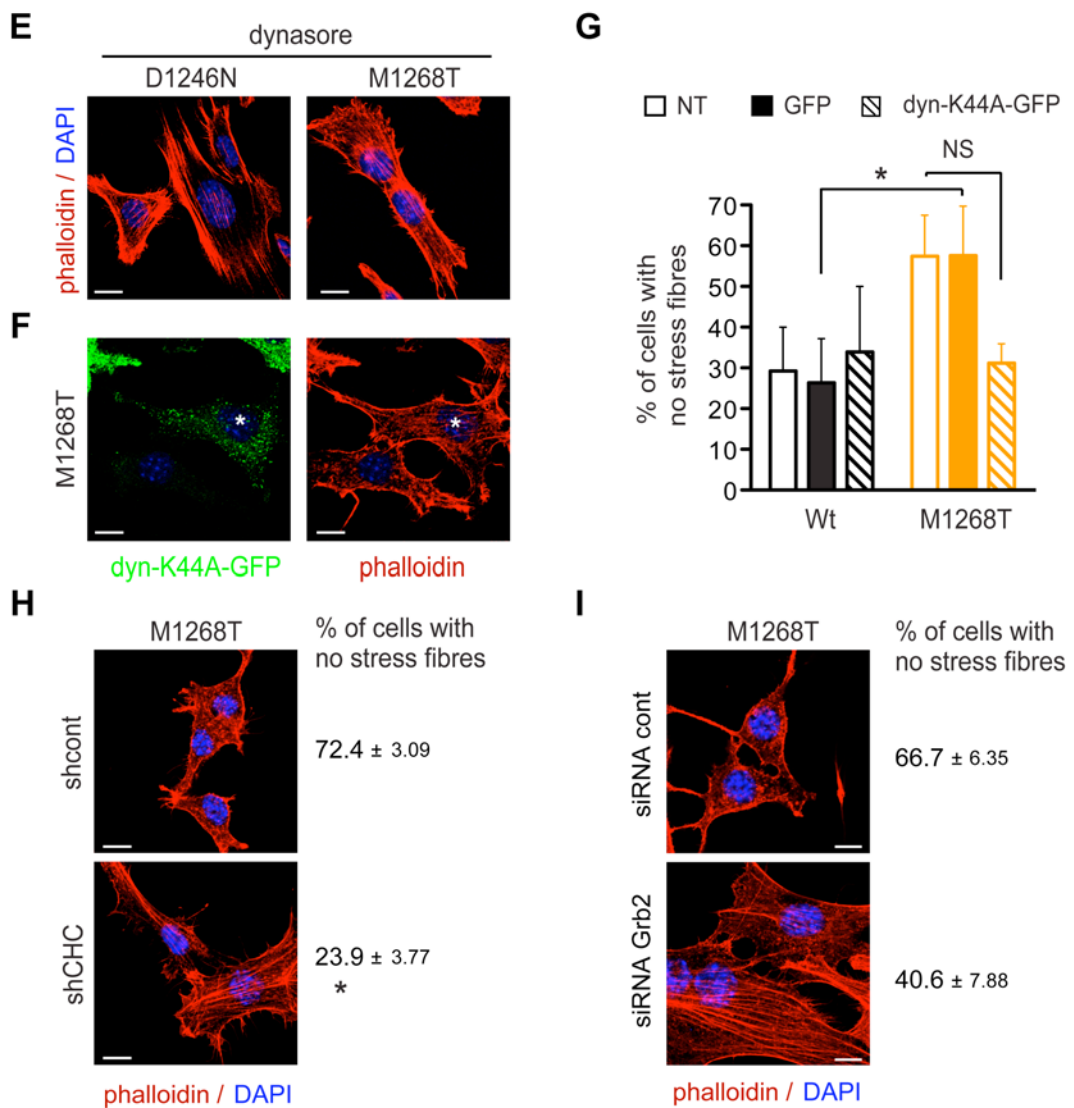 E
dynasore
D1246N M1268T
phalloidin / DAPI
F
M1268T
* *
dyn-K44A-GFP phalloidin
G
NT GFP dyn-K44A-GFP
NS
*
% of cells with
no stress fibres
70
60
50
40
30
20
10
0
Wt M1268T
H
M1268T
% of cells with
no stress fibres
shcont
72.4 ± 3.09
shCHC
23.9 ± 3.77
*
phalloidin / DAPI
I
M1268T
% of cells with
no stress fibres
siRNA cont
66.7 ± 6.35
siRNA Grb2
40.6 ± 7.88
phalloidin / DAPI